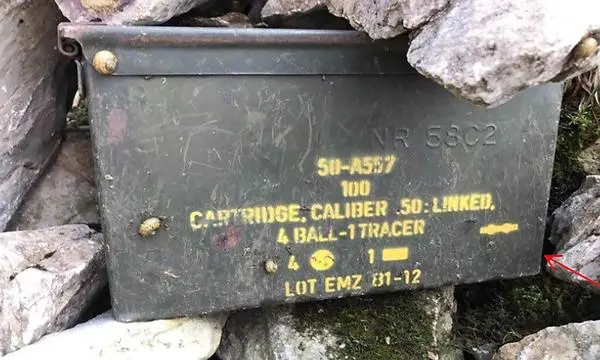 NR 58C2
50-A557
100
CARTRIDGE, CALIBER .50: LINKED,
4 BALL-1 TRACER
4 1
LOT EMZ 81-12